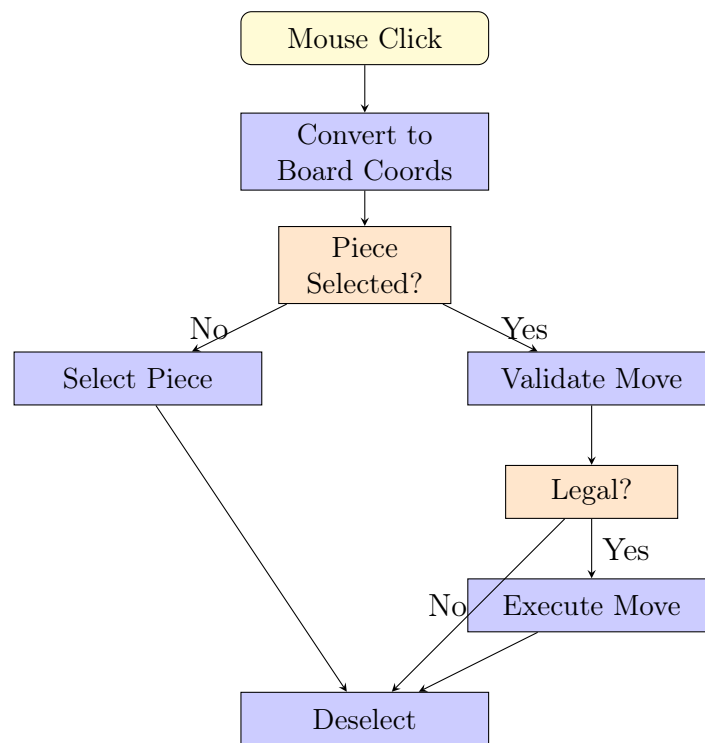 Mouse Click
Convert to
Board Coords
Piece
Selected?
No
Yes
Select Piece
Validate Move
Legal?
Yes
No
Execute Move
Deselect